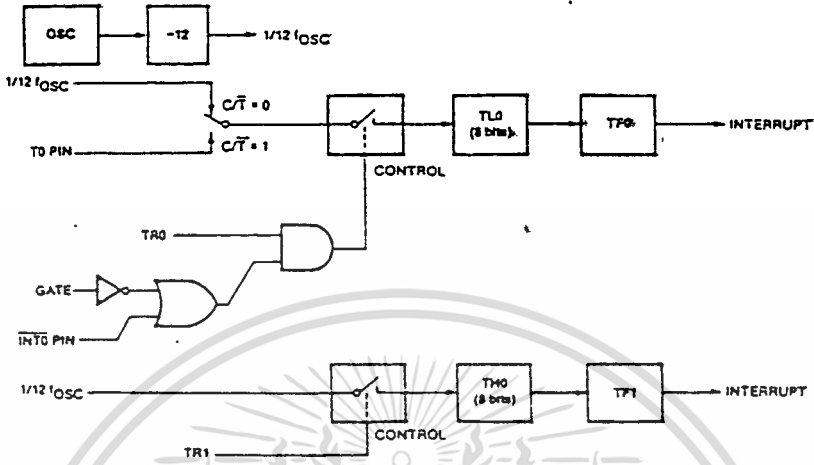 OSC
÷12
1/12 fOSC
1/12 fOSC
C/T̅ = 0
T0 PIN
C/T̅ = 1
TL0
(8 bits)
TF0
INTERRUPT
CONTROL
TR0
GATE
I̅N̅T̅0̅ PIN
1/12 fOSC
TH0
(8 bits)
TF1
INTERRUPT
CONTROL
TR1